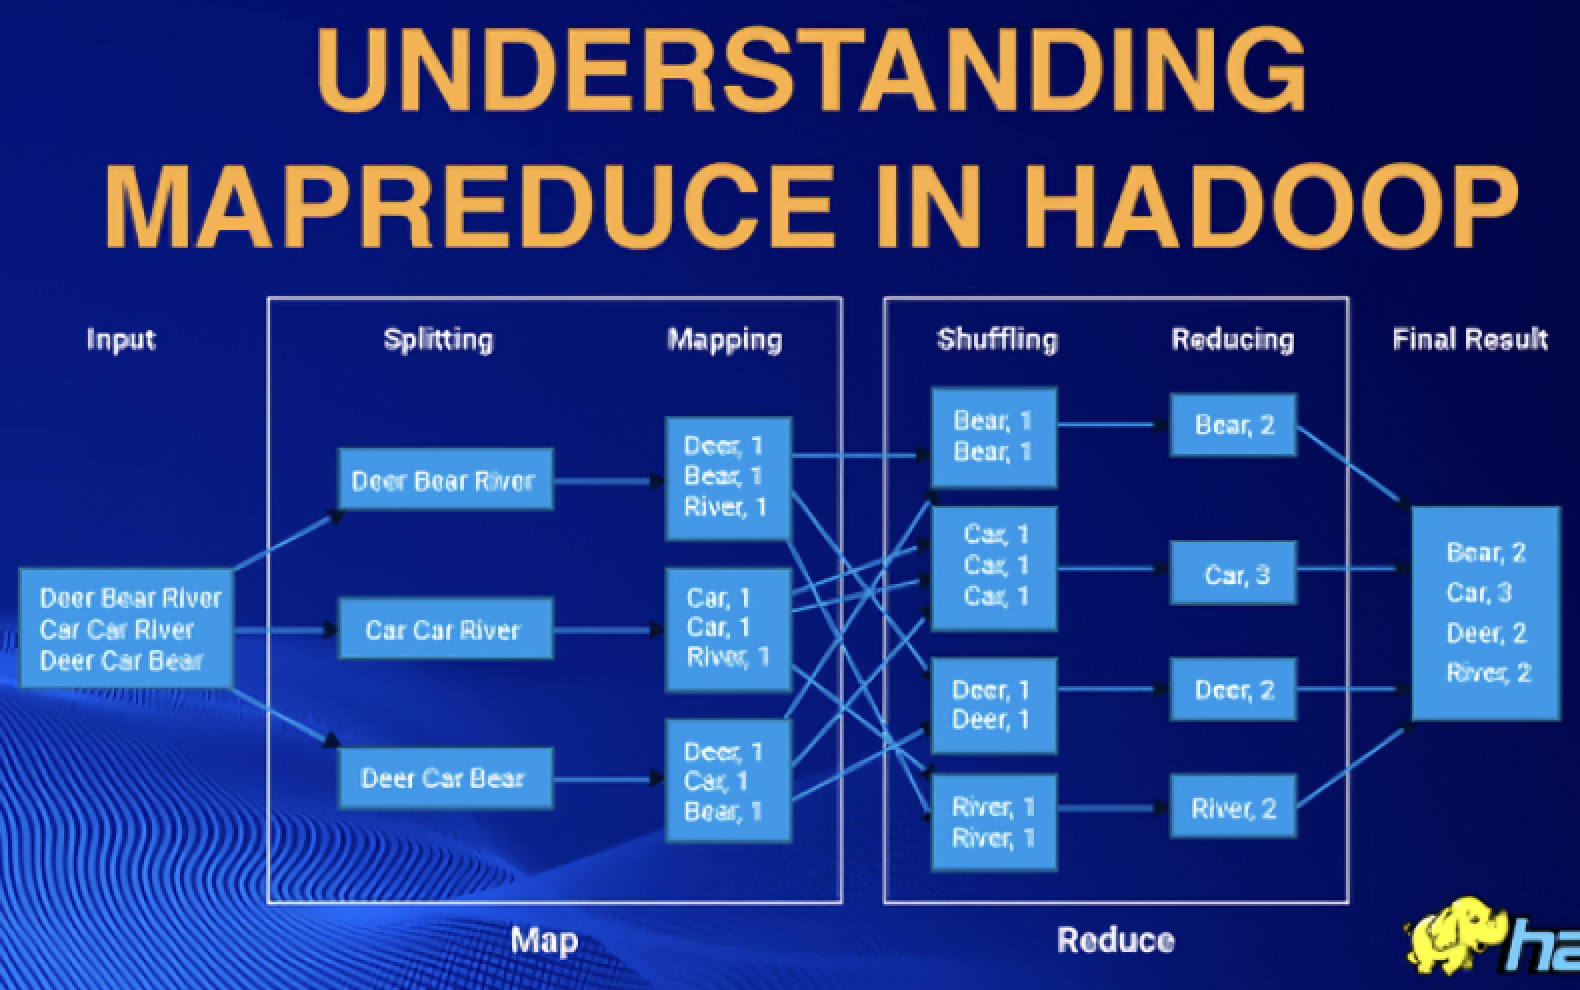 UNDERSTANDING
MAPREDUCE IN HADOOP
Input
Splitting
Mapping
Shuffling
Reducing
Final Result
Deer Bear River
Car Car River
Deer Car Bear
Deer Bear River
Car Car River
Deer Car Bear
Deer, 1
Bear, 1
River, 1
Car, 1
Car, 1
River, 1
Deer, 1
Car, 1
Bear, 1
Bear, 1
Bear, 1
Car, 1
Car, 1
Car, 1
Deer, 1
Deer, 1
River, 1
River, 1
Bear, 2
Car, 3
Deer, 2
River, 2
Bear, 2
Car, 3
Deer, 2
River, 2
Map
Reduce